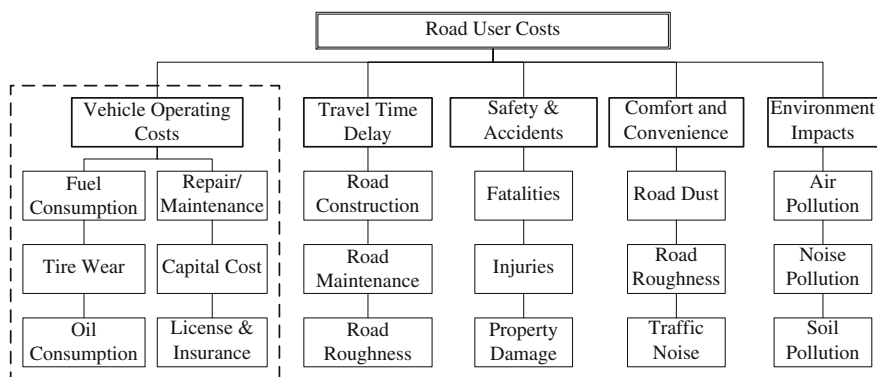 Road User Costs
Vehicle Operating
Costs
Travel Time
Delay
Safety &
Accidents
Comfort and
Convenience
Environment
Impacts
Fuel
Consumption
Repair/
Maintenance
Road
Construction
Fatalities
Road Dust
Air
Pollution
Tire Wear
Capital Cost
Road
Maintenance
Injuries
Road
Roughness
Noise
Pollution
Oil
Consumption
License &
Insurance
Road
Roughness
Property
Damage
Traffic
Noise
Soil
Pollution